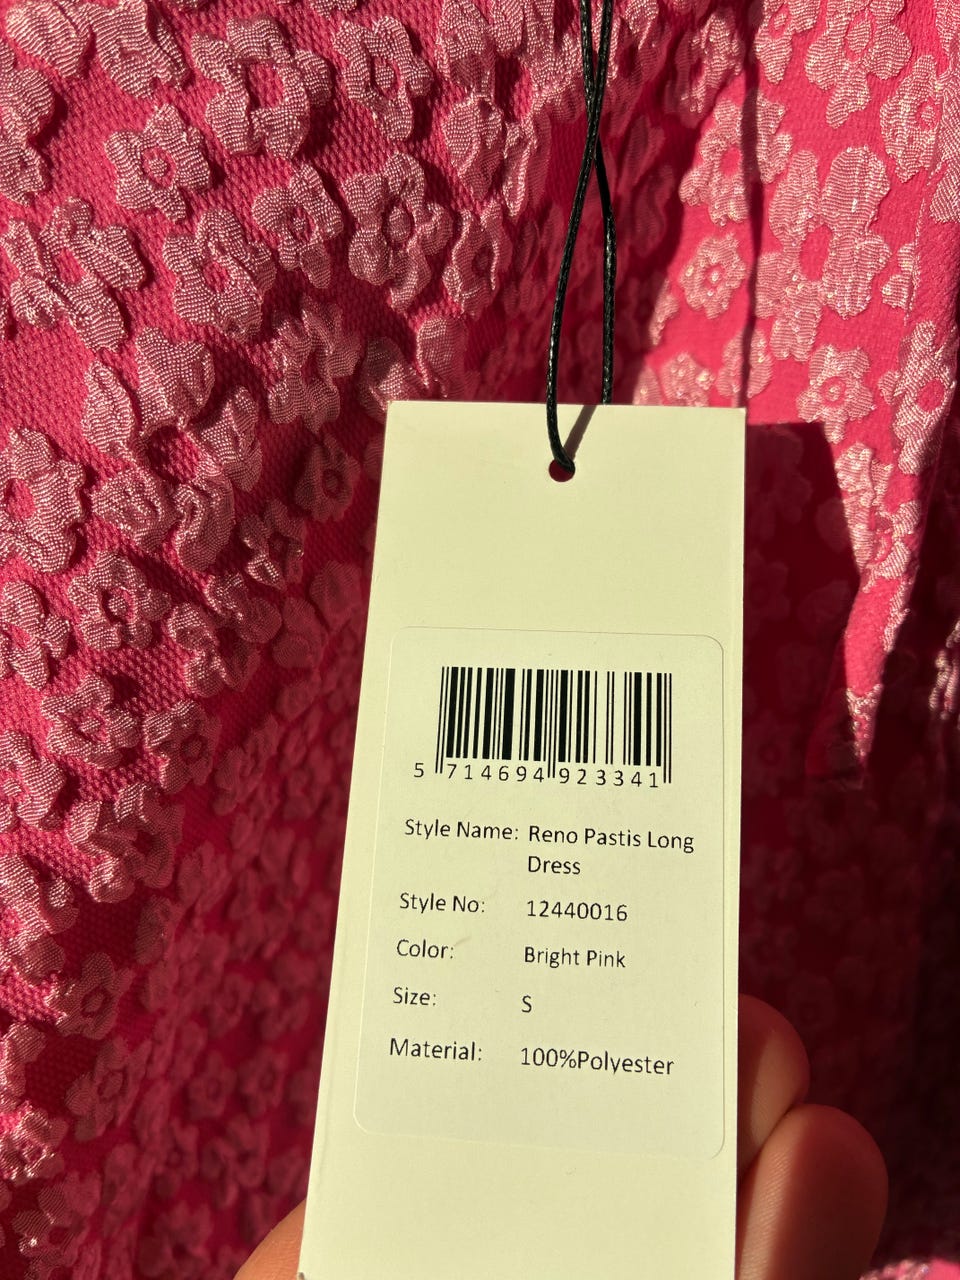 5 714694 923341
Style Name: Reno Pastis Long
Dress
Style No: 12440016
Color: Bright Pink
Size: S
Material: 100%Polyester